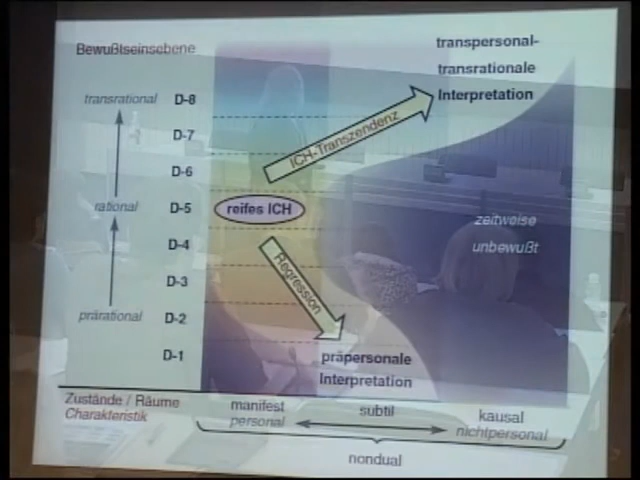 Bewußtseinsebene
transpersonal-
transrationale
Interpretation
transrational D-8
D-7
ICH-Transzendenz
D-6
rational D-5 reifes ICH
zeitweise
unbewußt
D-4
Regression
D-3
prärational D-2
D-1
präpersonale
Interpretation
Zustände / Räume manifest subtil kausal
Charakteristik personal nichtpersonal
nondual